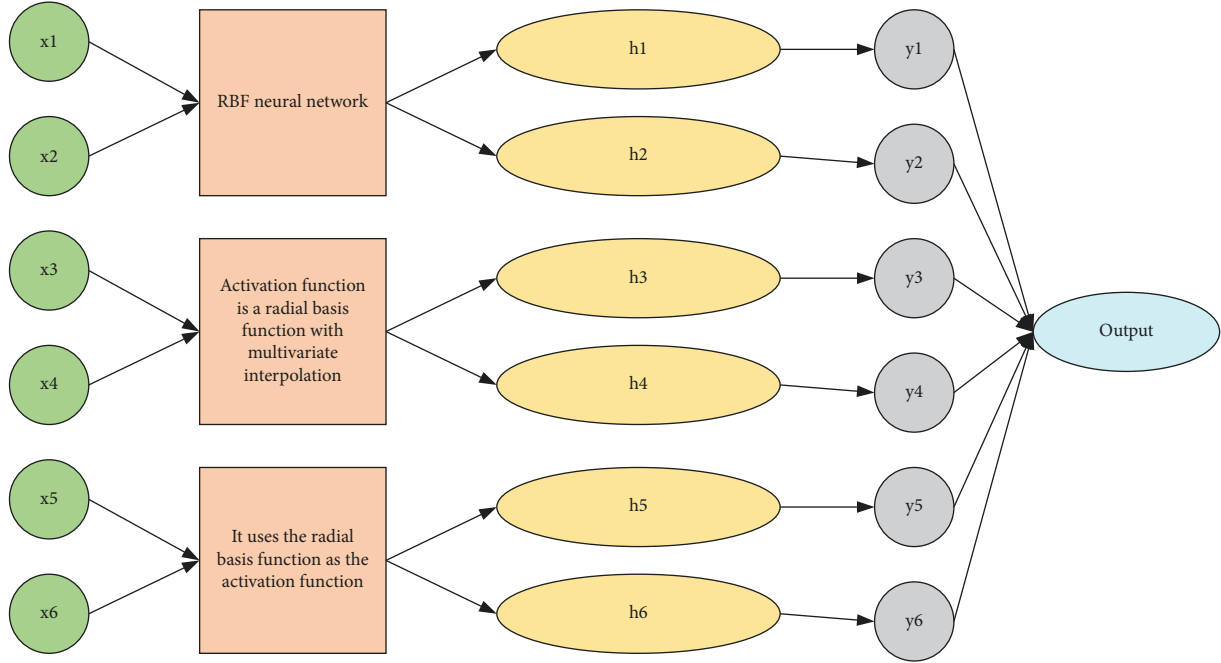 x1
x2
RBF neural network
h1
h2
y1
y2
x3
x4
Activation function
is a radial basis
function with
multivariate
interpolation
h3
h4
y3
y4
Output
x5
x6
It uses the radial
basis function as the
activation function
h5
h6
y5
y6